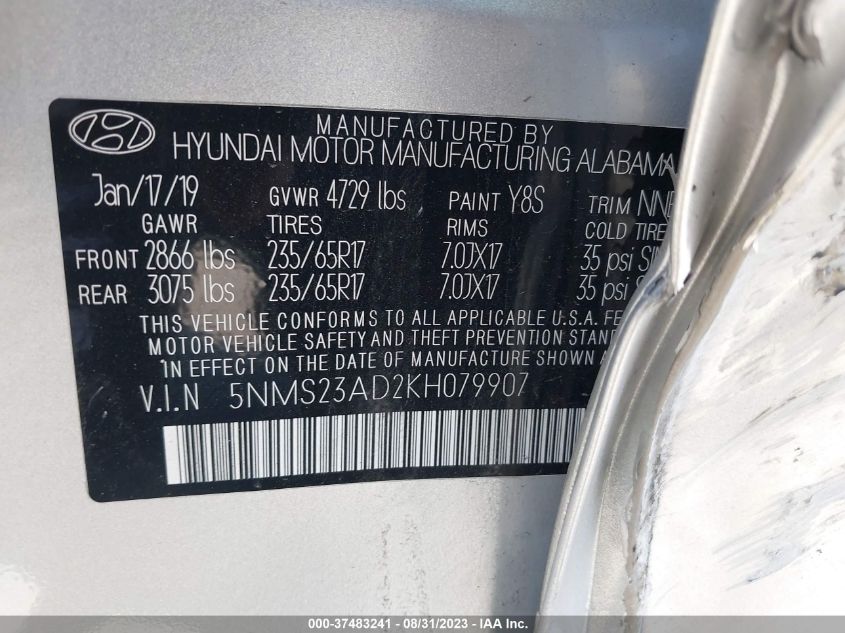 MANUFACTURED BY
HYUNDAI MOTOR MANUFACTURING ALABAMA
Jan/17/19 GVWR 4729 lbs PAINT Y8S TRIM
GAWR TIRES RIMS COLD TIRE
FRONT 2866 lbs 235/65R17 7.0JX17 35 psi
REAR 3075 lbs 235/65R17 7.0JX17 35 psi
THIS VEHICLE CONFORMS TO ALL APPLICABLE U.S.A.
MOTOR VEHICLE SAFETY AND THEFT PREVENTION STAN
IN EFFECT ON THE DATE OF MANUFACTURE SHOWN
V.I.N 5NMS23AD2KH079907
000-37483241 - 08/31/2023 - IAA Inc.